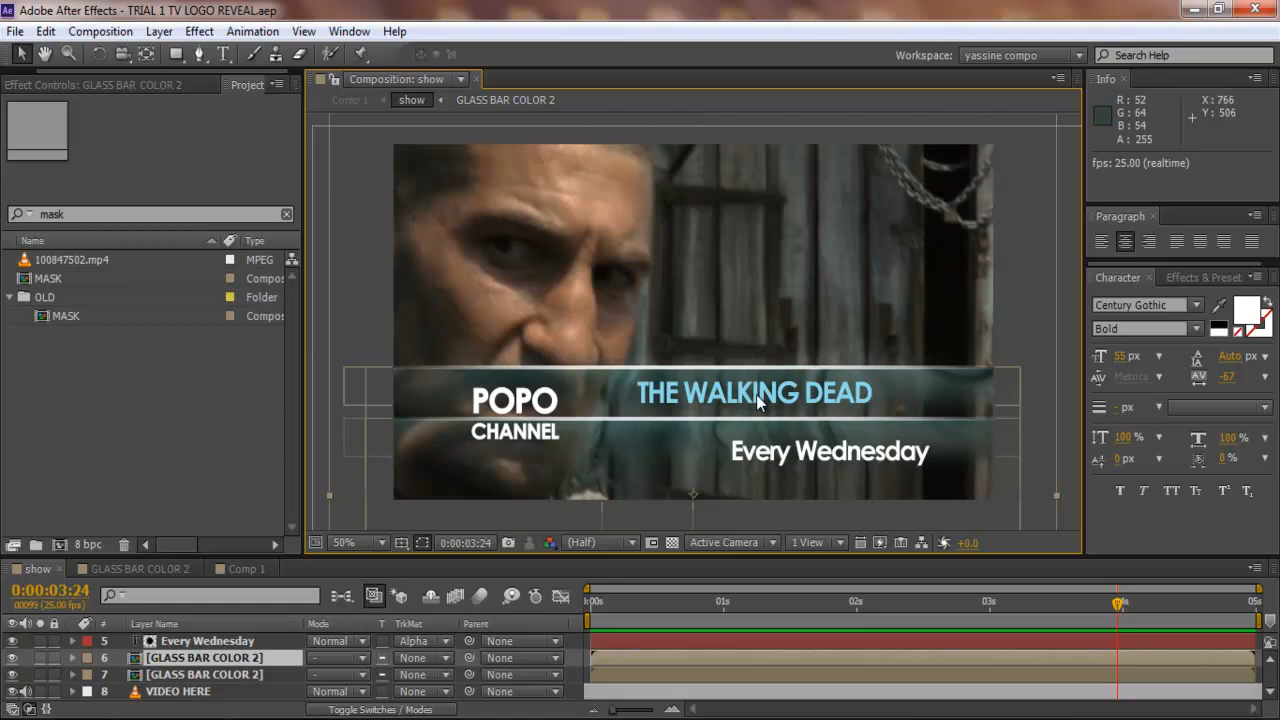 Adobe After Effects - TRIAL 1 TV LOGO REVEAL.aep
File Edit Composition Layer Effect Animation View Window Help
Workspace: yassine compo Search Help
Effect Controls: GLASS BAR COLOR 2 Project
Composition: show
Info
Comp 1 show GLASS BAR COLOR 2
R: 52
G: 64
B: 54
A: 255
X: 766
Y: 506
fps: 25.00 (realtime)
mask
Name Type
100847502.mp4 MPEG
MASK Compos
OLD Folder
MASK Compos
Paragraph
Character Effects & Preset
Century Gothic
Bold
55 px Auto px
Metrics -67
- px
100 % 100 %
0 px 0 %
T T TT Tt T¹ T₁
POPO
CHANNEL
THE WALKING DEAD
Every Wednesday
8 bpc
50% 0:00:03:24 (Half) Active Camera 1 View +0.0
show GLASS BAR COLOR 2 Comp 1
0:00:03:24
00099 (25.00 fps)
:00s 01s 02s 03s 4s 05s
# Layer Name Mode T TrkMat Parent
5 Every Wednesday Normal Alpha None
6 [GLASS BAR COLOR 2] - None None
7 [GLASS BAR COLOR 2] - None None
8 VIDEO HERE Normal None None
Toggle Switches / Modes